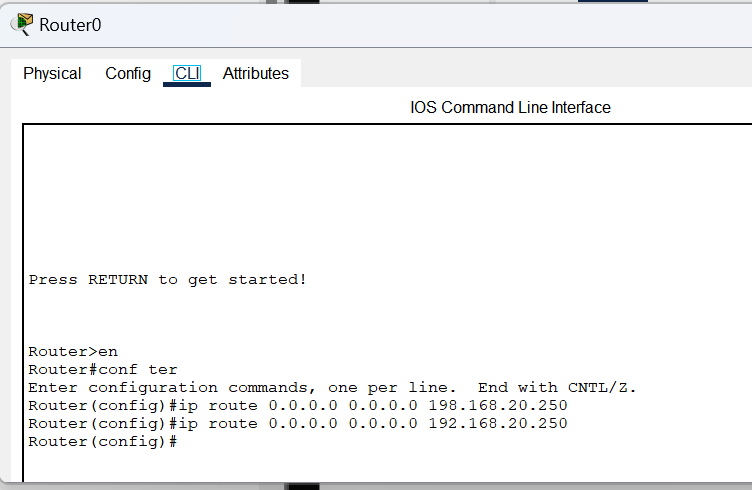 Router0
Physical Config CLI Attributes
IOS Command Line Interface
Press RETURN to get started!
Router>en
Router#conf ter
Enter configuration commands, one per line.  End with CNTL/Z.
Router(config)#ip route 0.0.0.0 0.0.0.0 198.168.20.250
Router(config)#ip route 0.0.0.0 0.0.0.0 192.168.20.250
Router(config)#